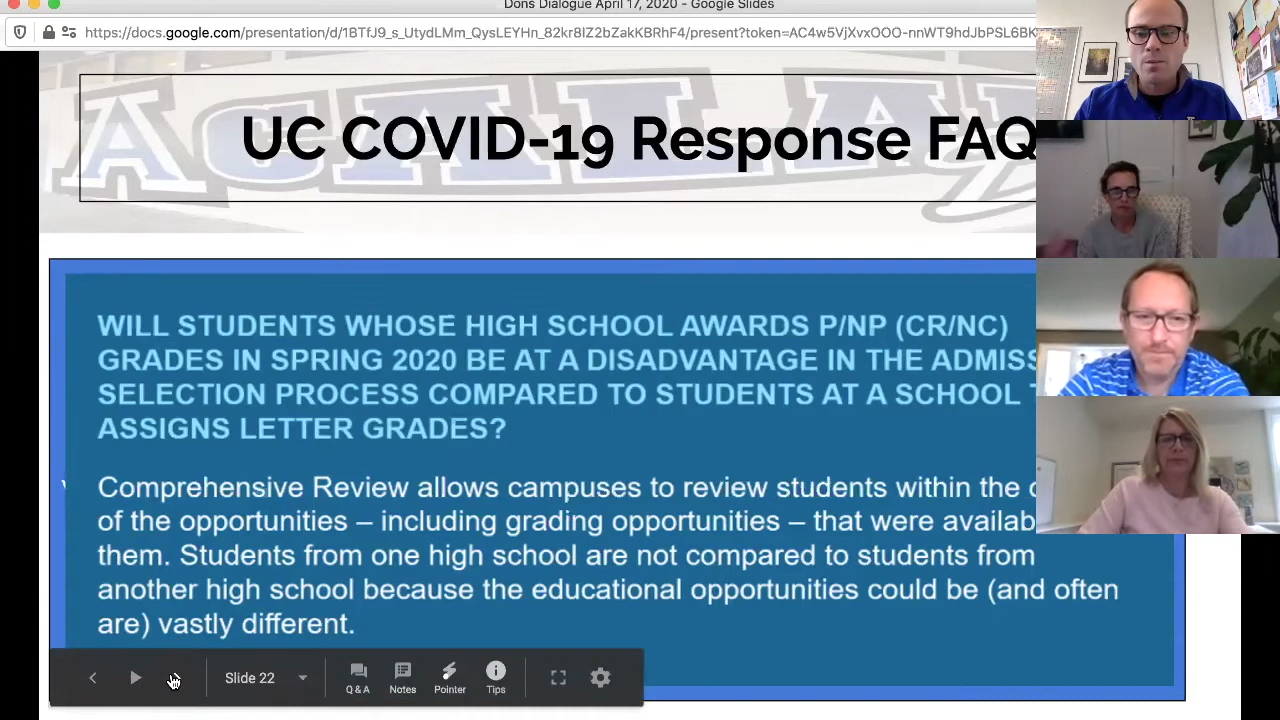 Dons Dialogue April 17, 2020 - Google Slides
https://docs.google.com/presentation/d/1BTfJ9_s_UtydLMm_QysLEYHn_82kr8lZ2bZakKBRhF4/present?token=AC4w5VjXvxOOO-nnWT9hdJbPSL6BK
ACALA
UC COVID-19 Response FAQ
WILL STUDENTS WHOSE HIGH SCHOOL AWARDS P/NP (CR/NC)
GRADES IN SPRING 2020 BE AT A DISADVANTAGE IN THE ADMISS
SELECTION PROCESS COMPARED TO STUDENTS AT A SCHOOL T
ASSIGNS LETTER GRADES?
Comprehensive Review allows campuses to review students within the c
of the opportunities – including grading opportunities – that were availab
them. Students from one high school are not compared to students from
another high school because the educational opportunities could be (and often
are) vastly different.
Slide 22
Q & A
Notes
Pointer
Tips